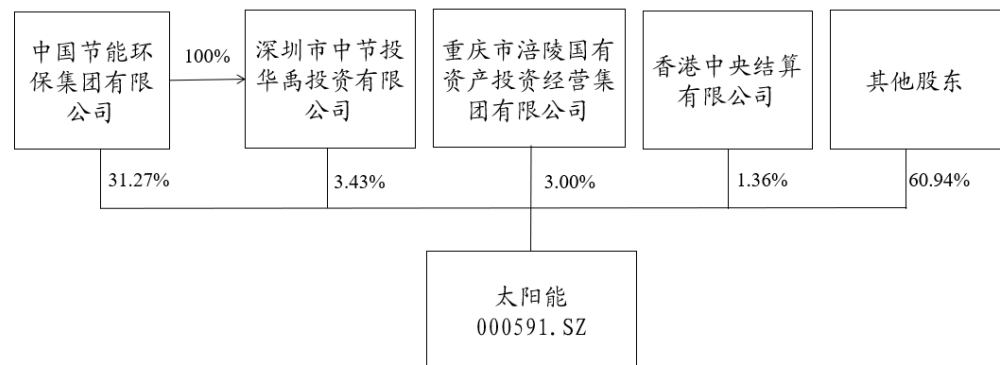 中国节能环
保集团有限
公司
100%
深圳市中节投
华禹投资有限
公司
重庆市涪陵国有
资产投资经营集
团有限公司
香港中央结算
有限公司
其他股东
31.27%
3.43%
3.00%
1.36%
60.94%
太阳能
000591.SZ